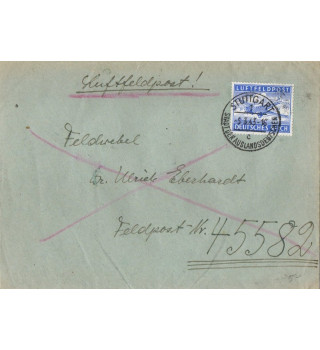 Luftfeldpost!
LUFTFELDPOST
DEUTSCHES REICH
STUTTGART
STADT DER AUSLANDSDEUTSCHEN
c
Feldwebel
Dr. Ulrich Eberhardt
Feldpost-Nr. 45582